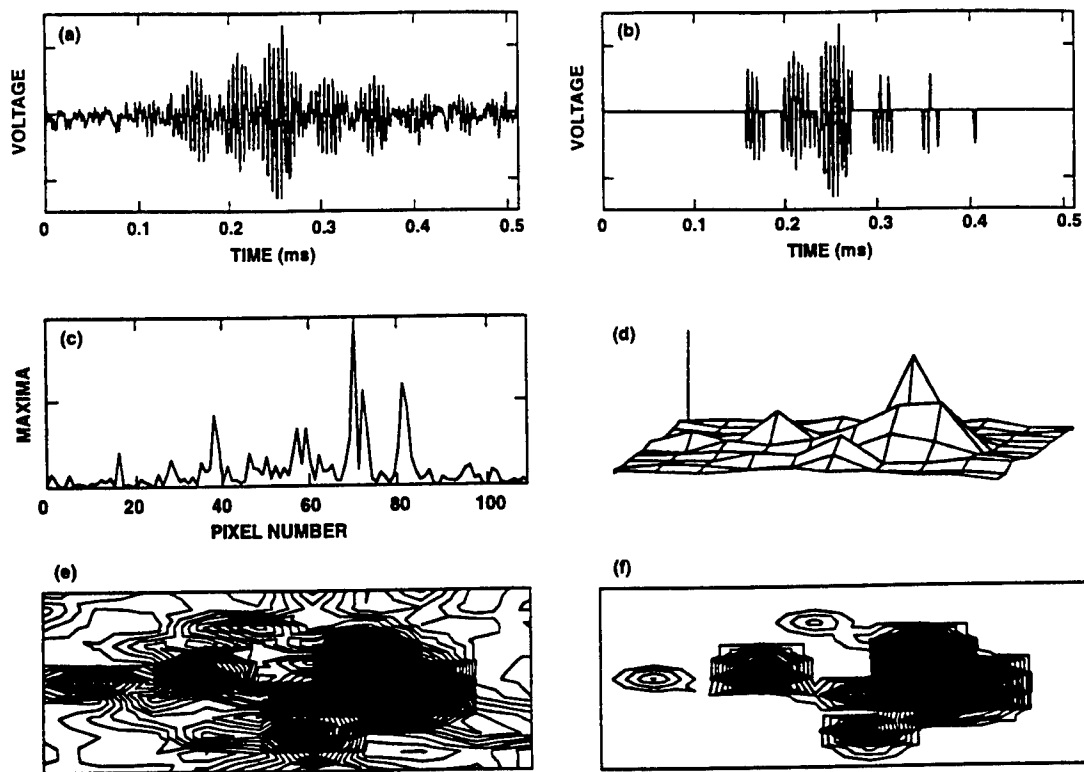 (a)
VOLTAGE
0 0.1 0.2 0.3 0.4 0.5
TIME (ms)
(b)
VOLTAGE
0 0.1 0.2 0.3 0.4 0.5
TIME (ms)
(c)
MAXIMA
0 20 40 60 80 100
PIXEL NUMBER
(d)
(e)
(f)